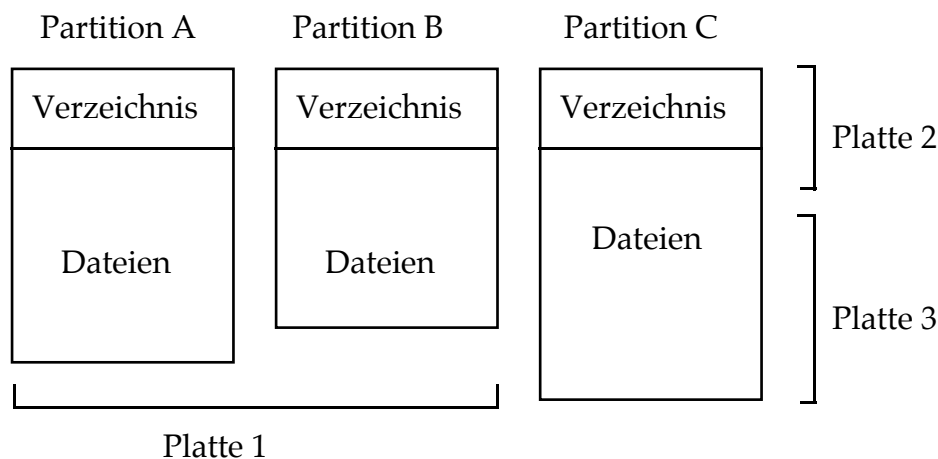 Partition A
Partition B
Partition C
Verzeichnis
Verzeichnis
Verzeichnis
Platte 2
Dateien
Dateien
Dateien
Platte 3
Platte 1